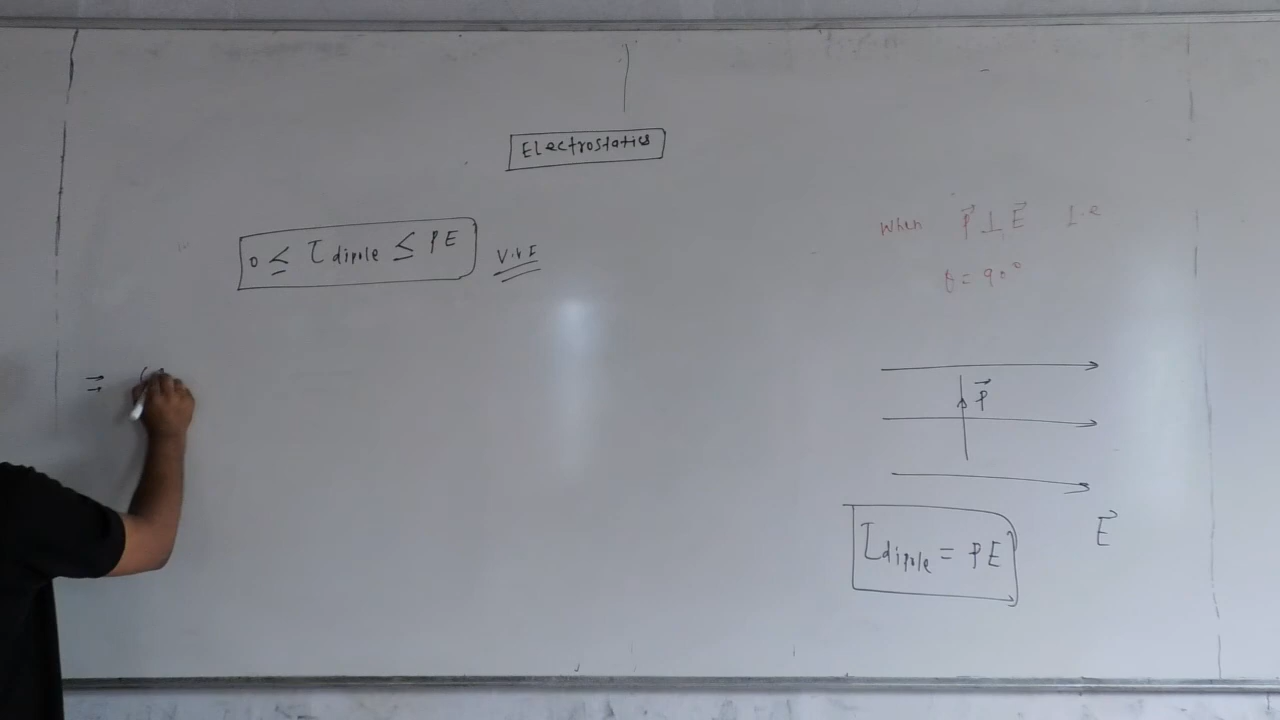 Electrostatics
0 ≤ τdipole ≤ PE V.V.I
=
When P⃗ ⊥ E⃗ i.e
θ = 90°
P⃗
E⃗
τdipole = PE